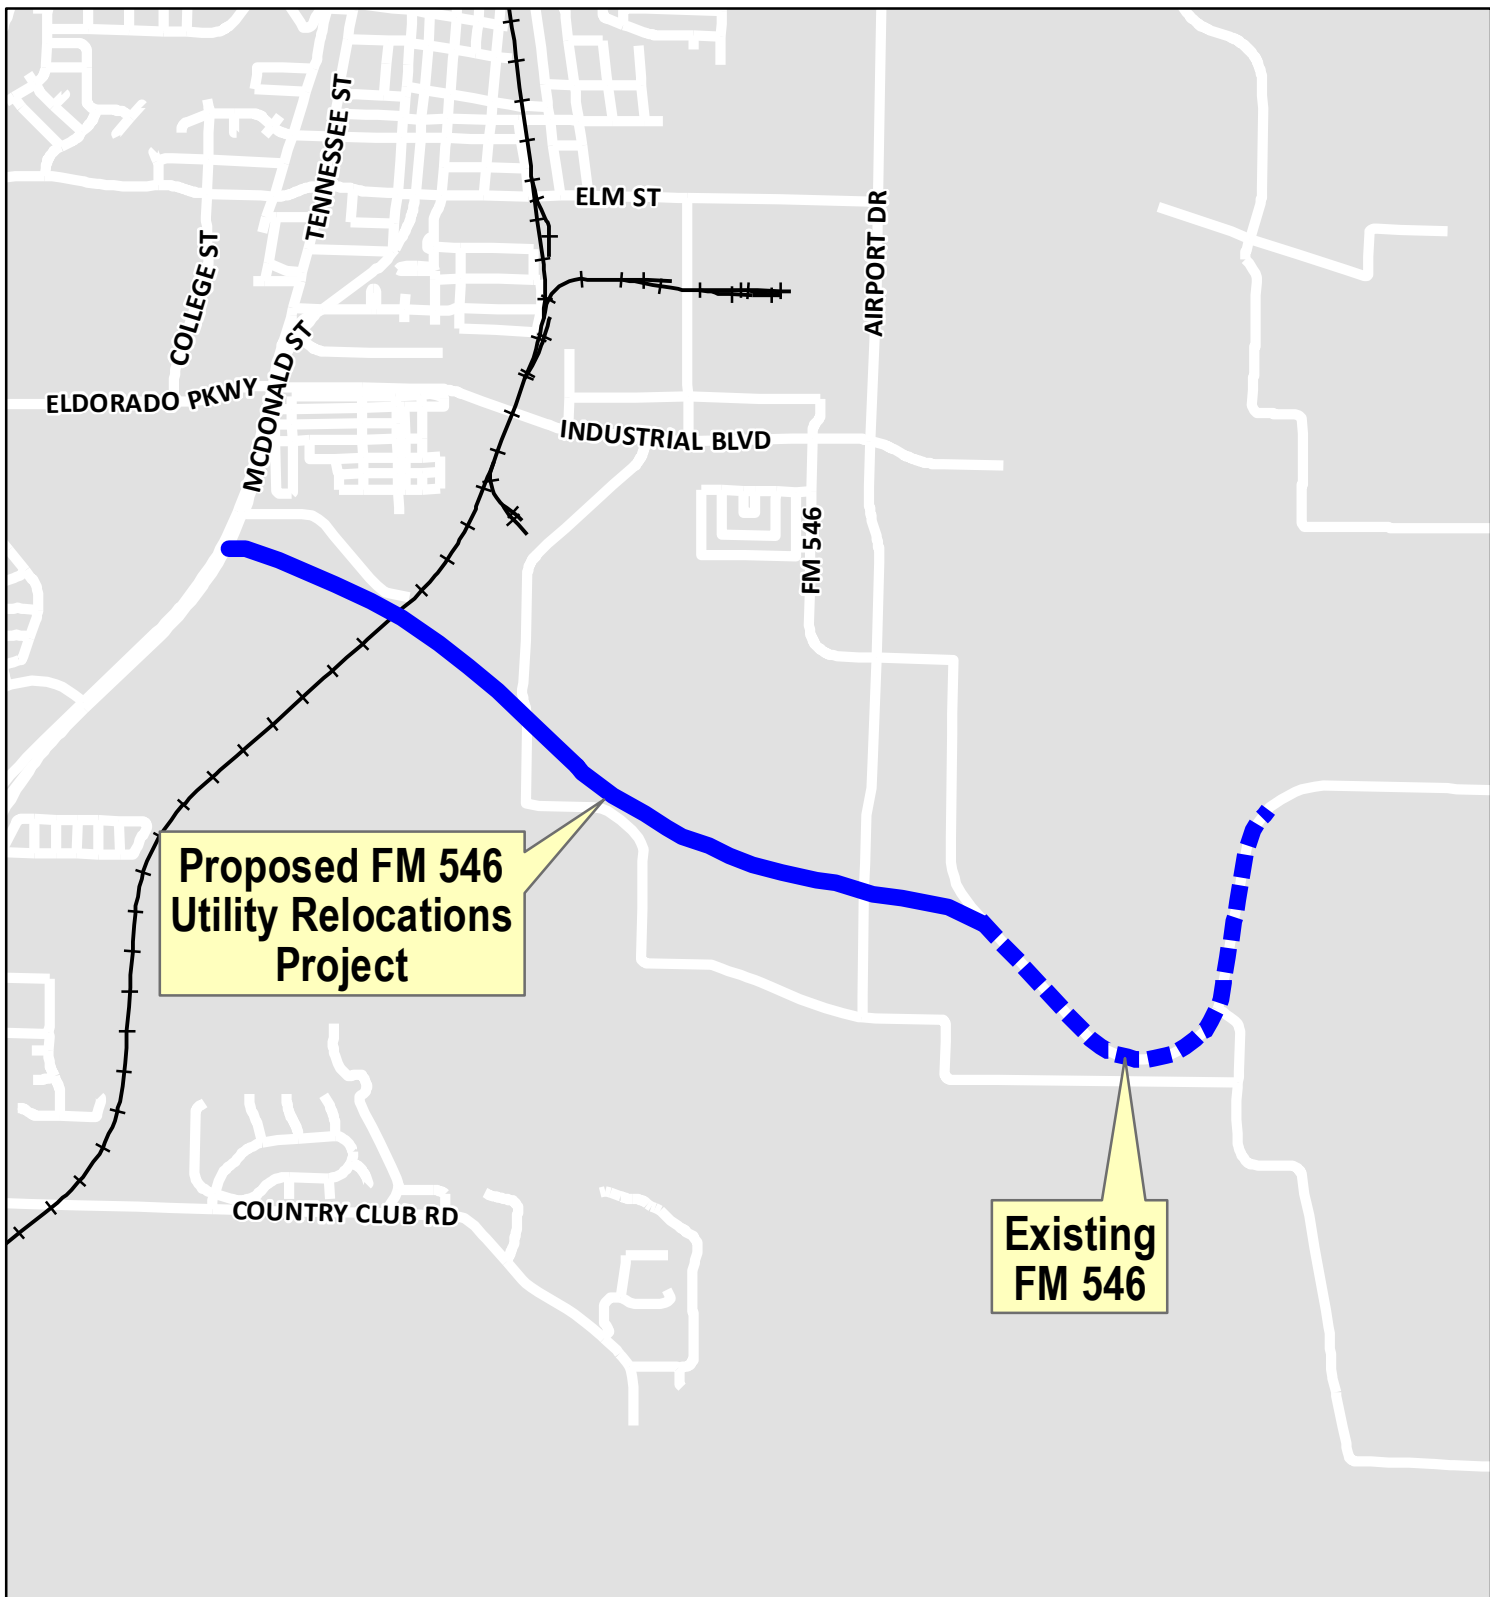 TENNESSEE ST
ELM ST
AIRPORT DR
COLLEGE ST
MCDONALD ST
ELDORADO PKWY
INDUSTRIAL BLVD
FM 546
Proposed FM 546
Utility Relocations
Project
COUNTRY CLUB RD
Existing
FM 546